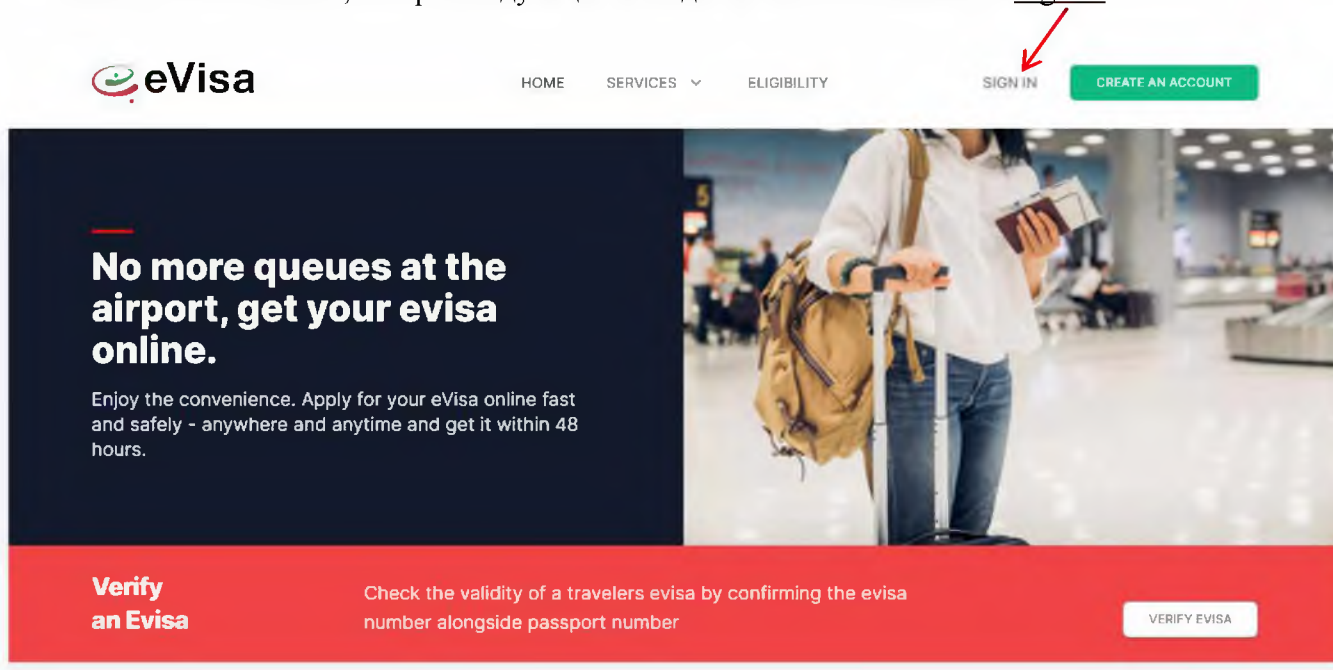 eVisa
HOME SERVICES ELIGIBILITY SIGN IN CREATE AN ACCOUNT
No more queues at the
airport, get your evisa
online.
Enjoy the convenience. Apply for your eVisa online fast
and safely - anywhere and anytime and get it within 48
hours.
5
Verify
an Evisa
Check the validity of a travelers evisa by confirming the evisa
number alongside passport number
VERIFY EVISA